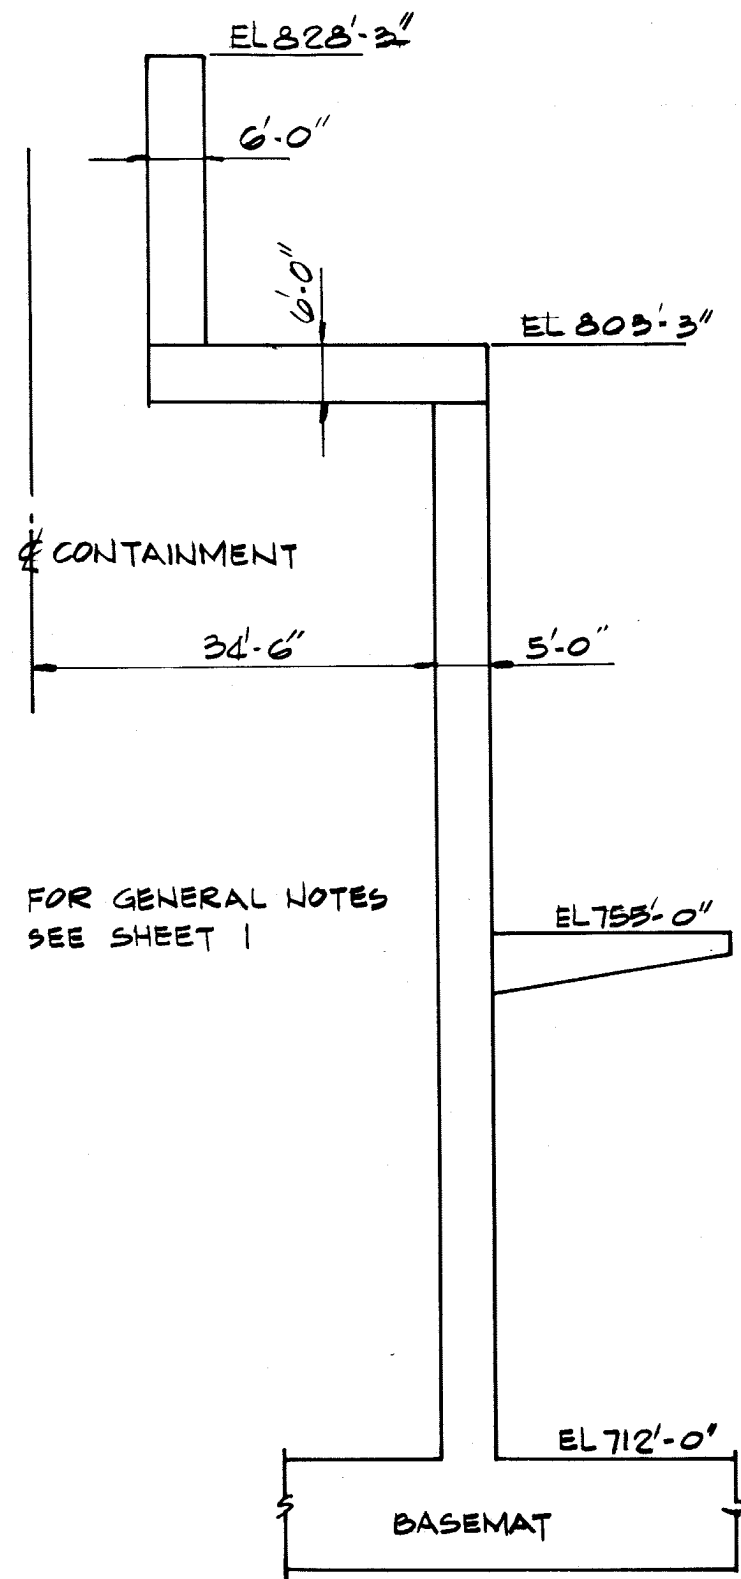 EL 828'-3"
6'-0"
6'-0"
EL 803'-3"
℄ CONTAINMENT
34'-6"
5'-0"
FOR GENERAL NOTES
SEE SHEET 1
EL 755'-0"
EL 712'-0"
BASEMAT